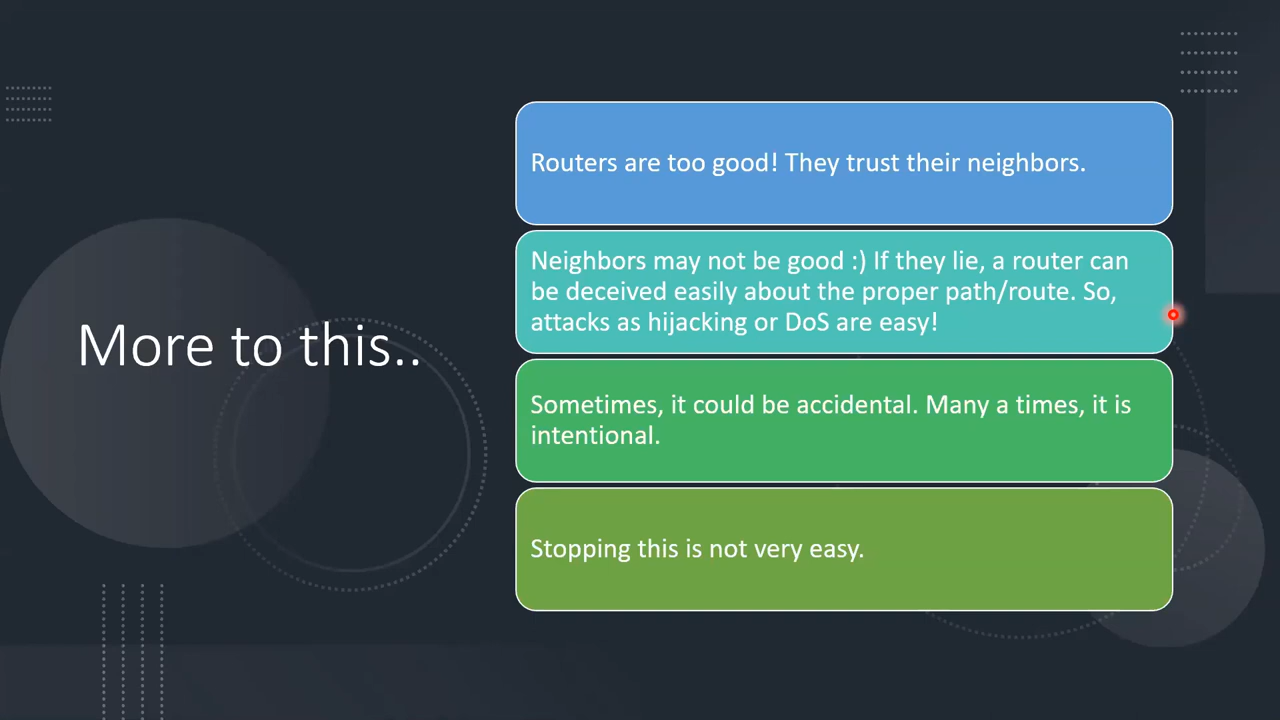 More to this..
Routers are too good! They trust their neighbors.
Neighbors may not be good :) If they lie, a router can
be deceived easily about the proper path/route. So,
attacks as hijacking or DoS are easy!
Sometimes, it could be accidental. Many a times, it is
intentional.
Stopping this is not very easy.